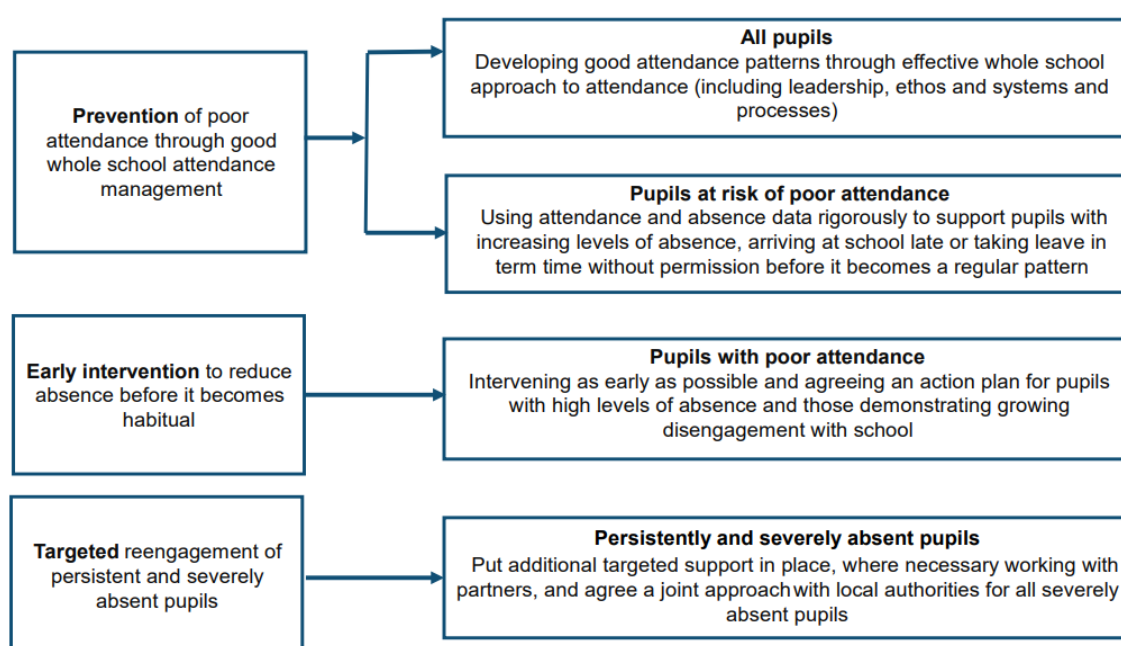 Prevention of poor
attendance through good
whole school attendance
management
All pupils
Developing good attendance patterns through effective whole school
approach to attendance (including leadership, ethos and systems and
processes)
Pupils at risk of poor attendance
Using attendance and absence data rigorously to support pupils with
increasing levels of absence, arriving at school late or taking leave in
term time without permission before it becomes a regular pattern
Early intervention to reduce
absence before it becomes
habitual
Pupils with poor attendance
Intervening as early as possible and agreeing an action plan for pupils
with high levels of absence and those demonstrating growing
disengagement with school
Targeted reengagement of
persistent and severely
absent pupils
Persistently and severely absent pupils
Put additional targeted support in place, where necessary working with
partners, and agree a joint approach with local authorities for all severely
absent pupils